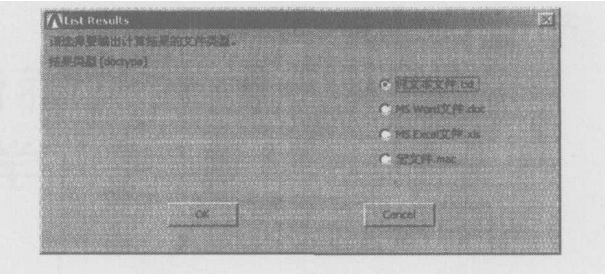 List Results
请选择要输出计算结果的文件类型。
结果类型 [doctype]
纯文本文件.txt
MS Word文件.doc
MS Excel文件.xls
宏文件.mac
OK
Cancel